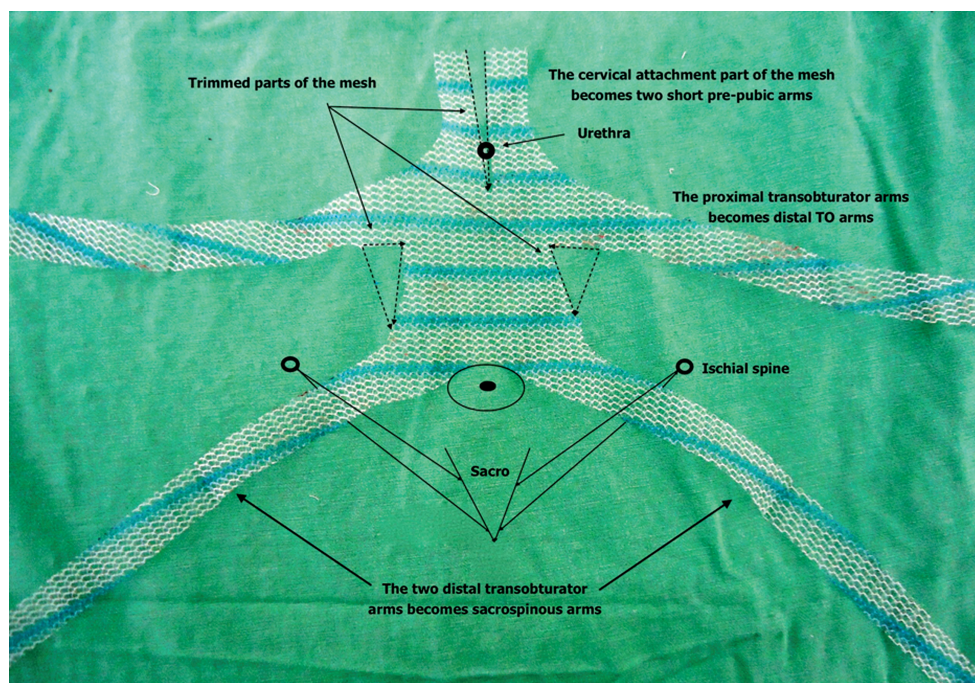 Trimmed parts of the mesh
The cervical attachment part of the mesh
becomes two short pre-pubic arms
Urethra
The proximal transobturator arms
becomes distal TO arms
Ischial spine
Sacro
The two distal transobturator
arms becomes sacrospinous arms